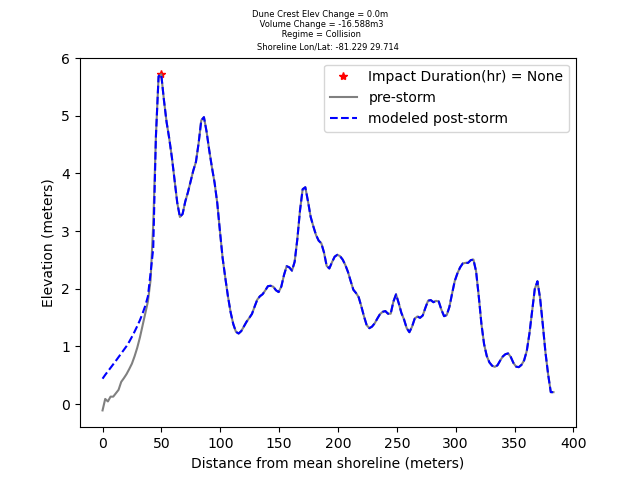 Dune Crest Elev Change = 0.0m
Volume Change = -16.588m3
Regime = Collision
Shoreline Lon/Lat: -81.229 29.714
Impact Duration(hr) = None
pre-storm
modeled post-storm
Elevation (meters)
6
5
4
3
2
1
0
0 50 100 150 200 250 300 350 400
Distance from mean shoreline (meters)